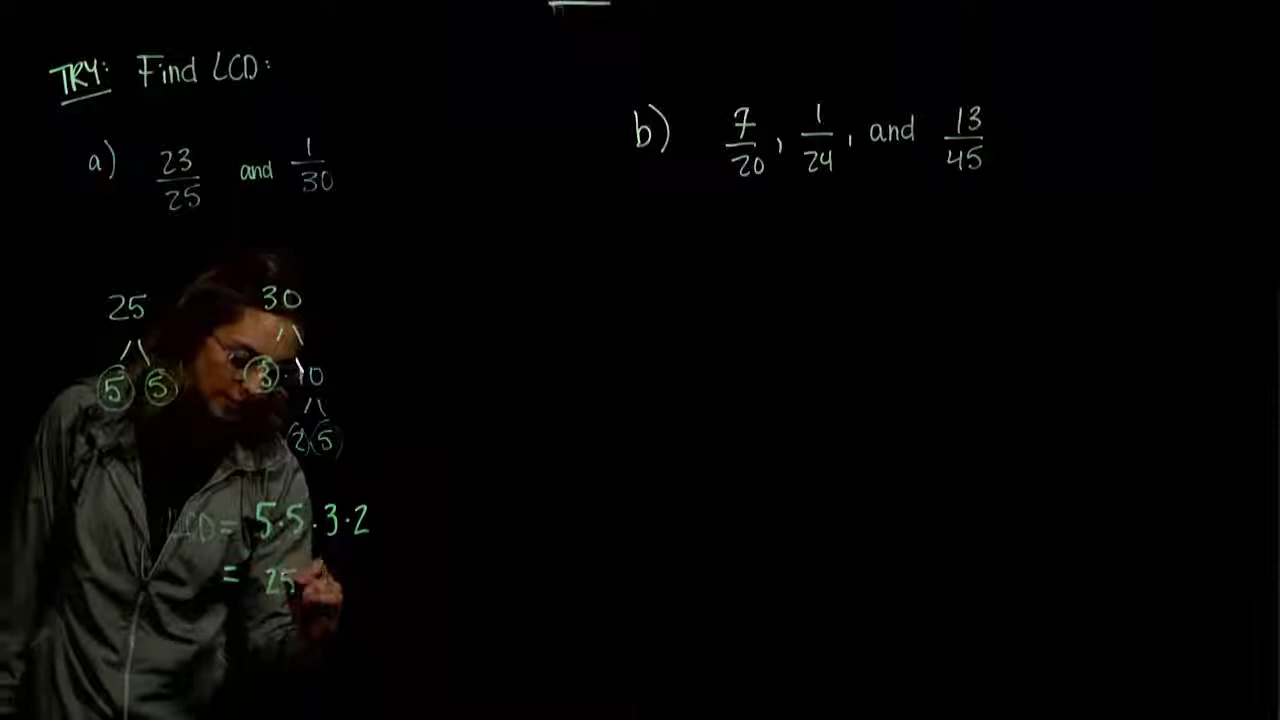 TRY: Find LCD:
a) 23/25 and 1/30
b) 7/20, 1/24, and 13/45
25
30
5 5
3 · 10
2 5
LCD = 5·5·3·2
= 25